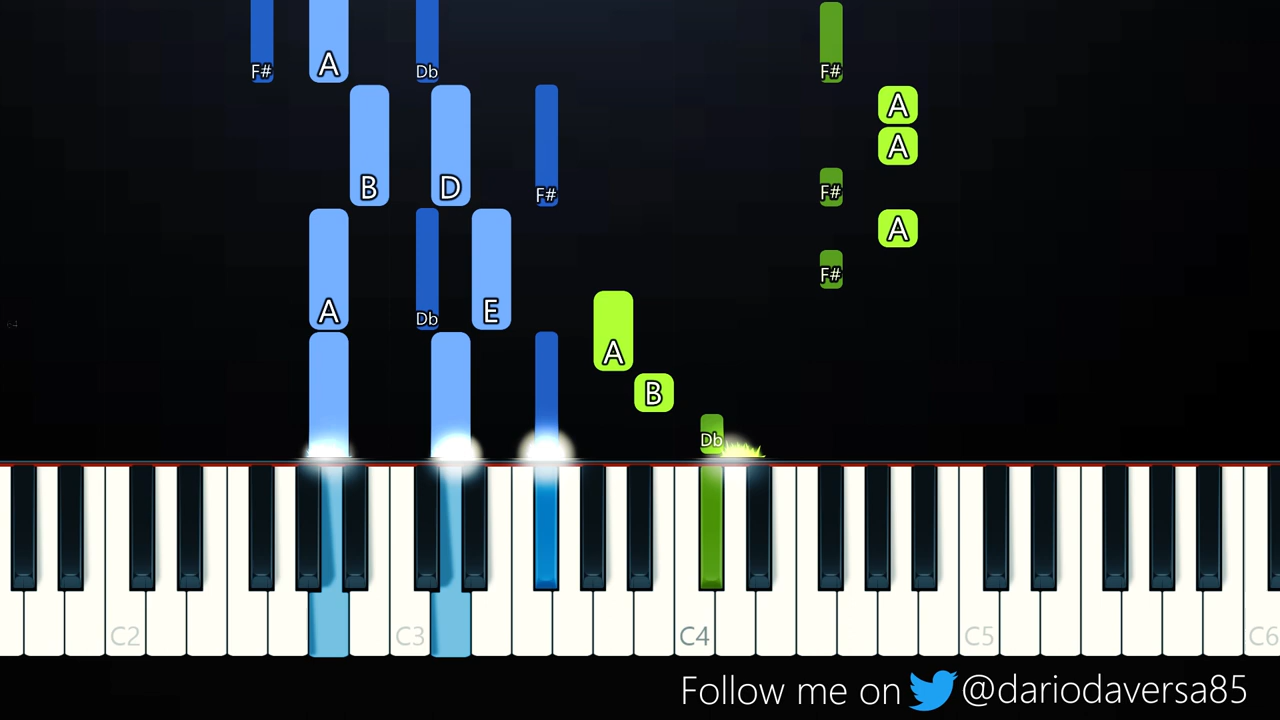 F# A Db F#
A
A
B D F# F#
A
F#
A Db E
A
B
Db
C2 C3 C4 C5 C6
Follow me on @dariodaversa85